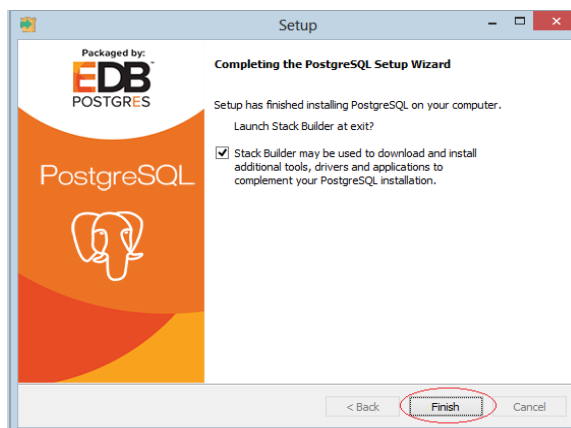 Setup
Packaged by:
EDB
POSTGRES
PostgreSQL
Completing the PostgreSQL Setup Wizard
Setup has finished installing PostgreSQL on your computer.
Launch Stack Builder at exit?
Stack Builder may be used to download and install
additional tools, drivers and applications to
complement your PostgreSQL installation.
< Back Finish Cancel